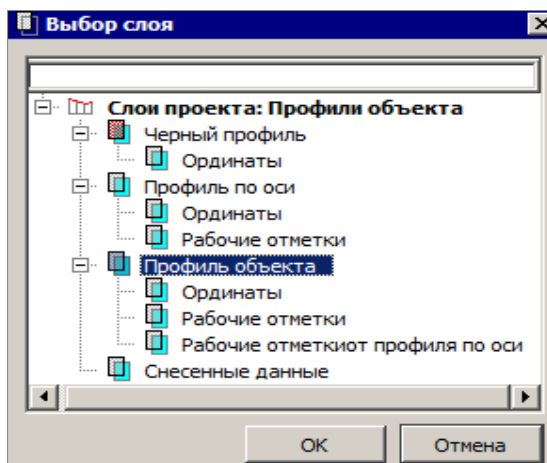 Выбор слоя
Слои проекта: Профили объекта
Черный профиль
Ординаты
Профиль по оси
Ординаты
Рабочие отметки
Профиль объекта
Ординаты
Рабочие отметки
Рабочие отметкиот профиля по оси
Снесенные данные
ОК Отмена